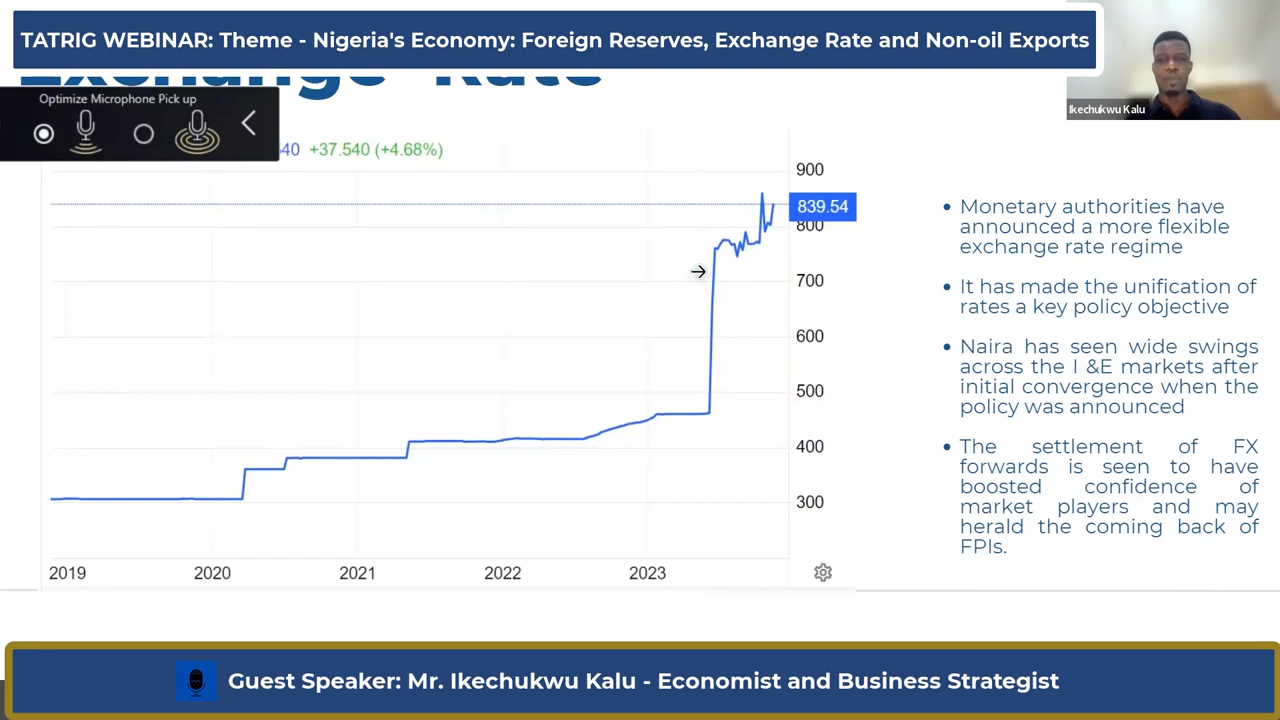 TATRIG WEBINAR: Theme - Nigeria's Economy: Foreign Reserves, Exchange Rate and Non-oil Exports
Exchange Rate
Ikechukwu Kalu
Optimize Microphone Pick up
540 +37.540 (+4.68%)
900
839.54
800
700
600
500
400
300
2019 2020 2021 2022 2023
• Monetary authorities have
announced a more flexible
exchange rate regime
• It has made the unification of
rates a key policy objective
• Naira has seen wide swings
across the I &E markets after
initial convergence when the
policy was announced
• The settlement of FX
forwards is seen to have
boosted confidence of
market players and may
herald the coming back of
FPIs.
Guest Speaker: Mr. Ikechukwu Kalu - Economist and Business Strategist